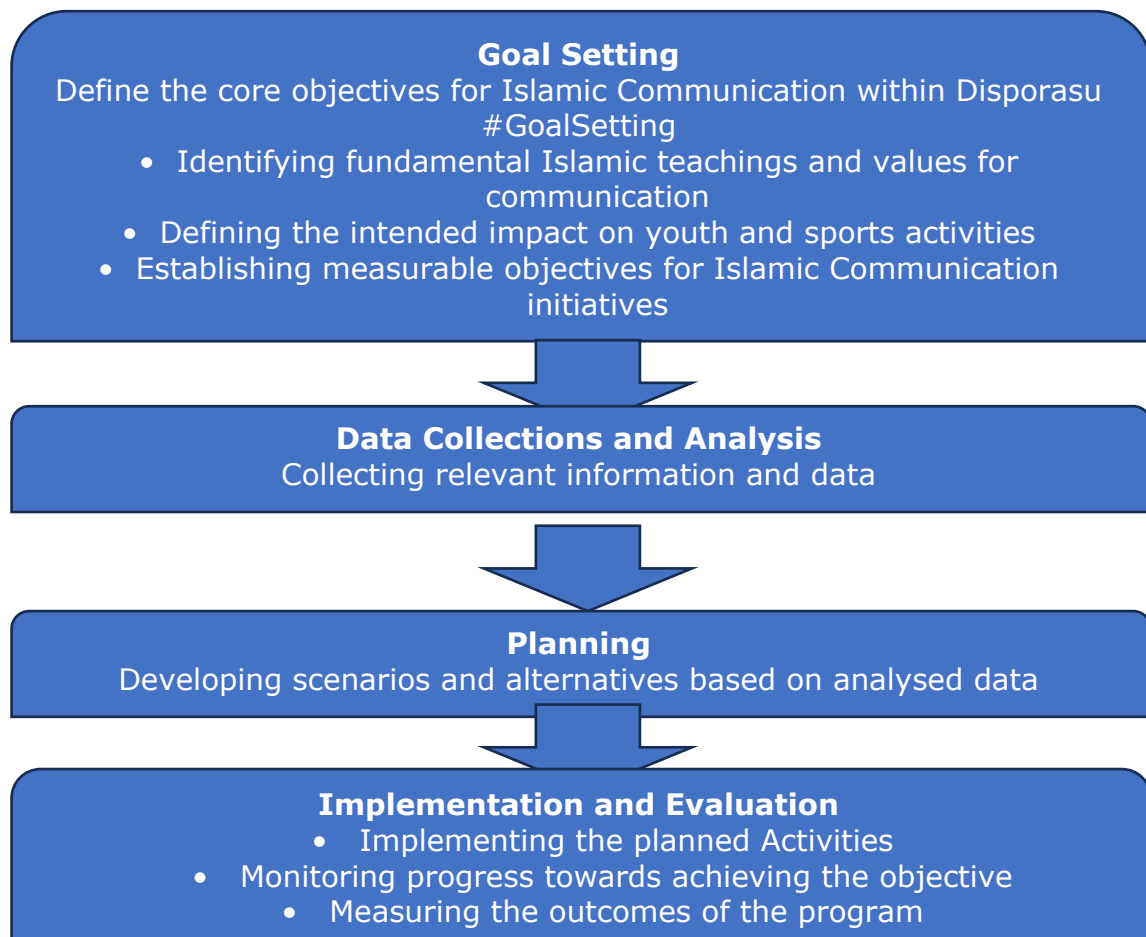 Goal Setting
Define the core objectives for Islamic Communication within Disporasu
#GoalSetting
• Identifying fundamental Islamic teachings and values for
communication
• Defining the intended impact on youth and sports activities
• Establishing measurable objectives for Islamic Communication
initiatives
Data Collections and Analysis
Collecting relevant information and data
Planning
Developing scenarios and alternatives based on analysed data
Implementation and Evaluation
• Implementing the planned Activities
• Monitoring progress towards achieving the objective
• Measuring the outcomes of the program